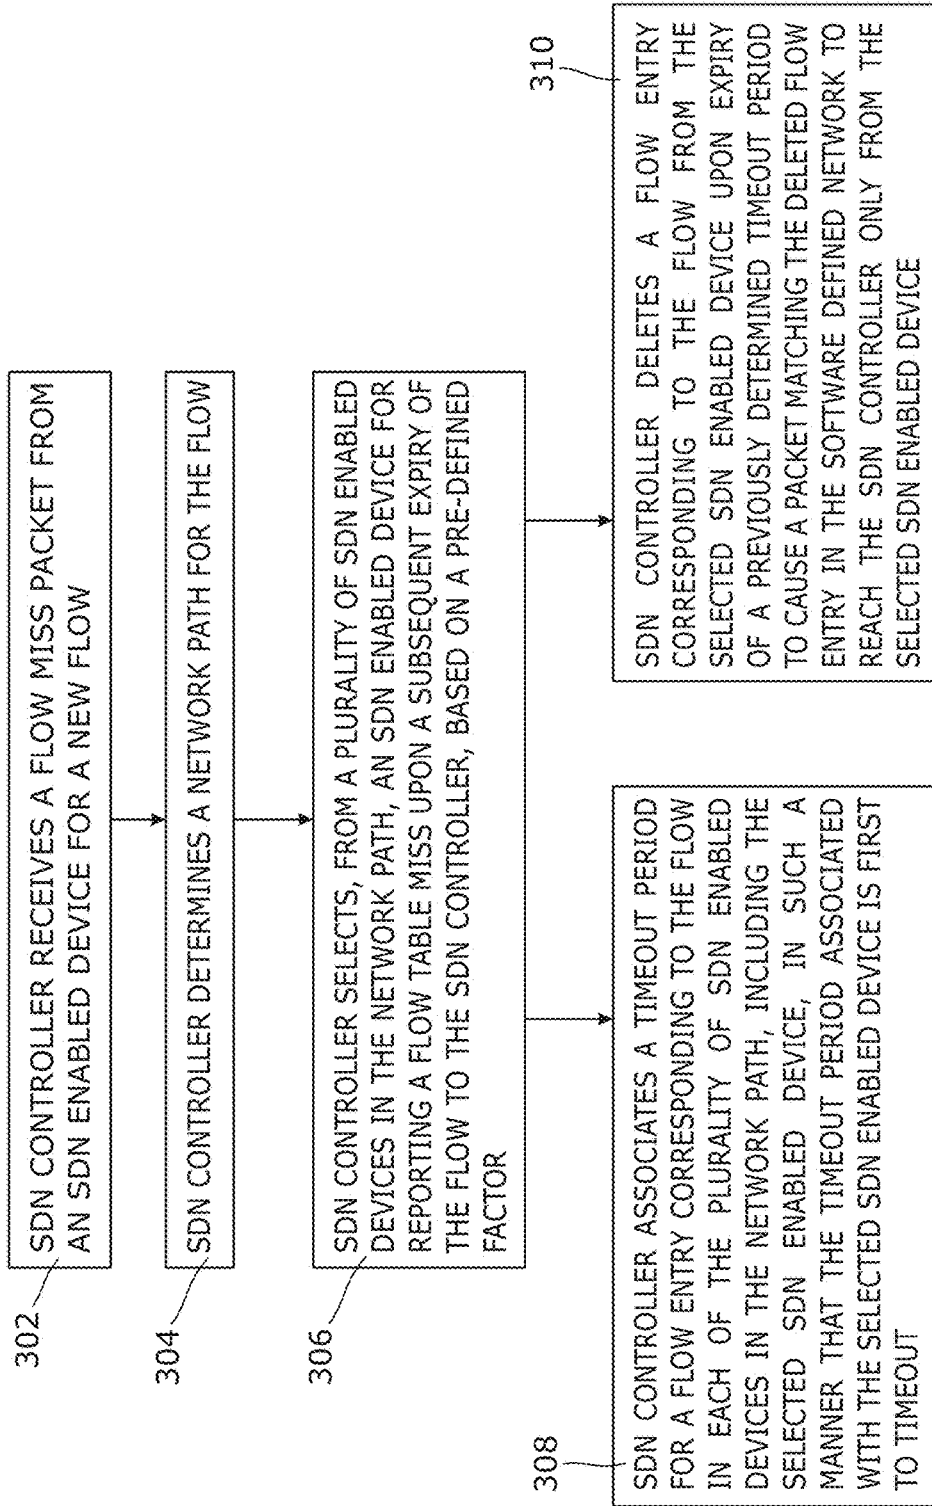 302
SDN CONTROLLER RECEIVES A FLOW MISS PACKET FROM
AN SDN ENABLED DEVICE FOR A NEW FLOW
304
SDN CONTROLLER DETERMINES A NETWORK PATH FOR THE FLOW
306
SDN CONTROLLER SELECTS, FROM A PLURALITY OF SDN ENABLED
DEVICES IN THE NETWORK PATH, AN SDN ENABLED DEVICE FOR
REPORTING A FLOW TABLE MISS UPON A SUBSEQUENT EXPIRY OF
THE FLOW TO THE SDN CONTROLLER, BASED ON A PRE-DEFINED
FACTOR
308
SDN CONTROLLER ASSOCIATES A TIMEOUT PERIOD
FOR A FLOW ENTRY CORRESPONDING TO THE FLOW
IN EACH OF THE PLURALITY OF SDN ENABLED
DEVICES IN THE NETWORK PATH, INCLUDING THE
SELECTED SDN ENABLED DEVICE, IN SUCH A
MANNER THAT THE TIMEOUT PERIOD ASSOCIATED
WITH THE SELECTED SDN ENABLED DEVICE IS FIRST
TO TIMEOUT
310
SDN CONTROLLER DELETES A FLOW ENTRY
CORRESPONDING TO THE FLOW FROM THE
SELECTED SDN ENABLED DEVICE UPON EXPIRY
OF A PREVIOUSLY DETERMINED TIMEOUT PERIOD
TO CAUSE A PACKET MATCHING THE DELETED FLOW
ENTRY IN THE SOFTWARE DEFINED NETWORK TO
REACH THE SDN CONTROLLER ONLY FROM THE
SELECTED SDN ENABLED DEVICE